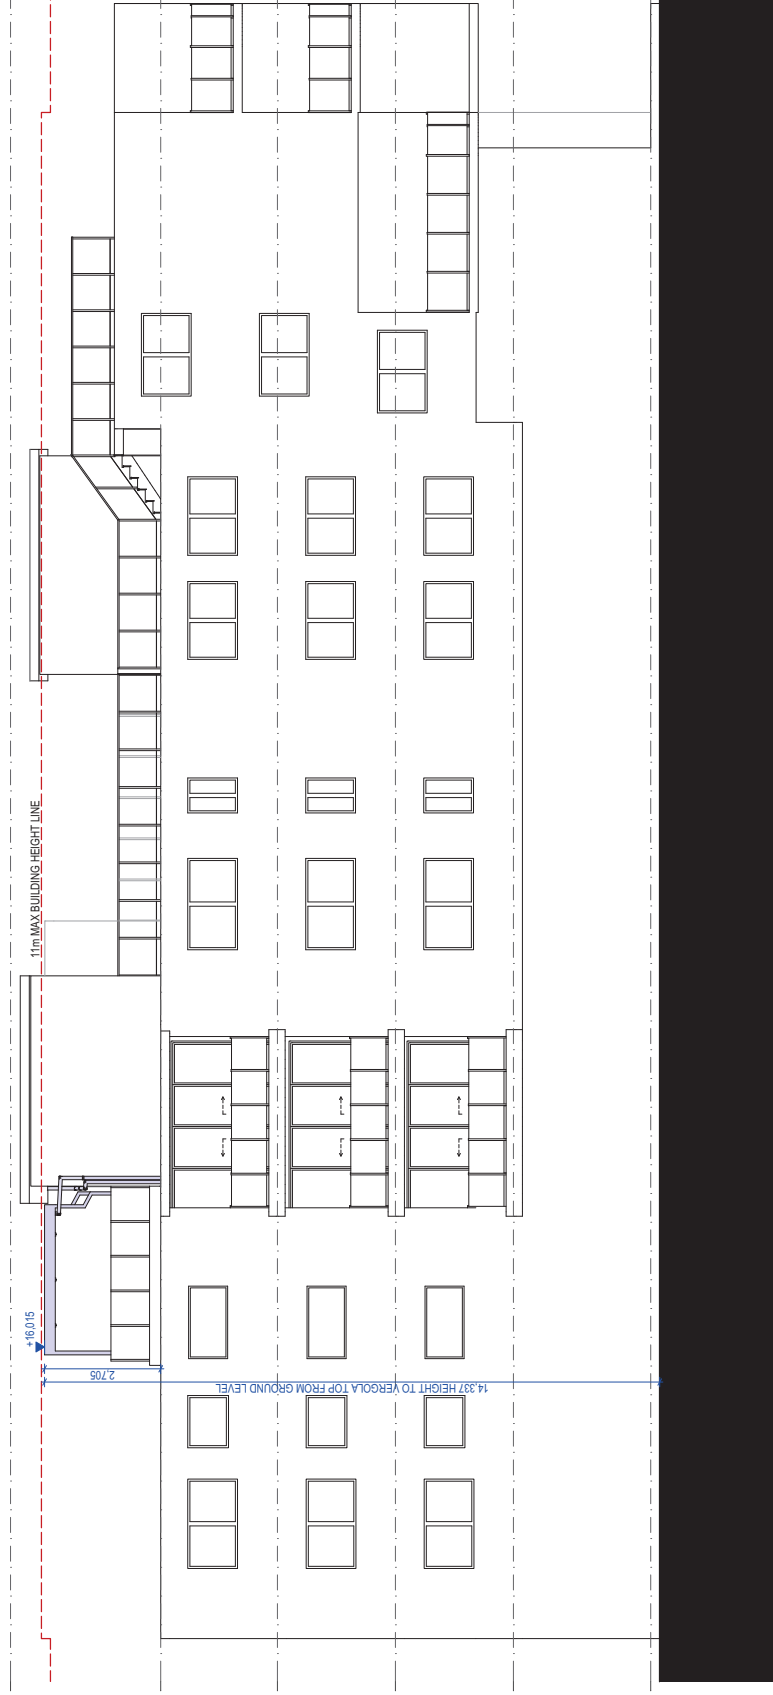 11m MAX BUILDING HEIGHT LINE
+16,015
2,705
14,337 HEIGHT TO VERGOLA TOP FROM GROUND LEVEL